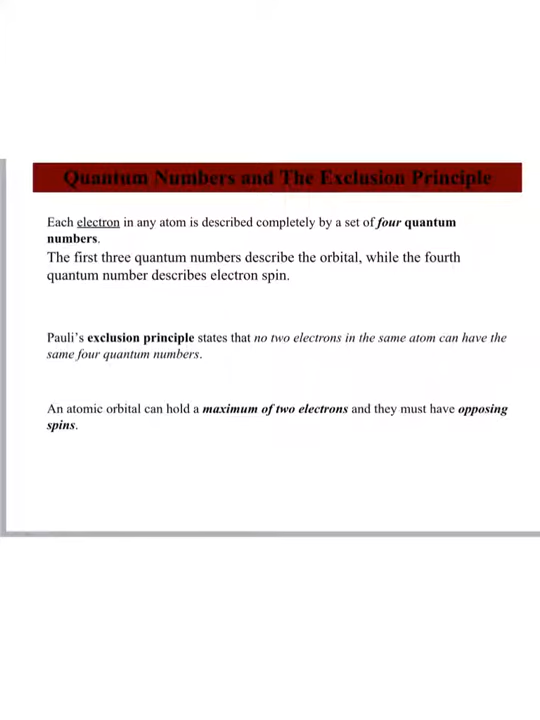 Quantum Numbers and The Exclusion Principle
Each electron in any atom is described completely by a set of four quantum
numbers.
The first three quantum numbers describe the orbital, while the fourth
quantum number describes electron spin.
Pauli's exclusion principle states that no two electrons in the same atom can have the
same four quantum numbers.
An atomic orbital can hold a maximum of two electrons and they must have opposing
spins.